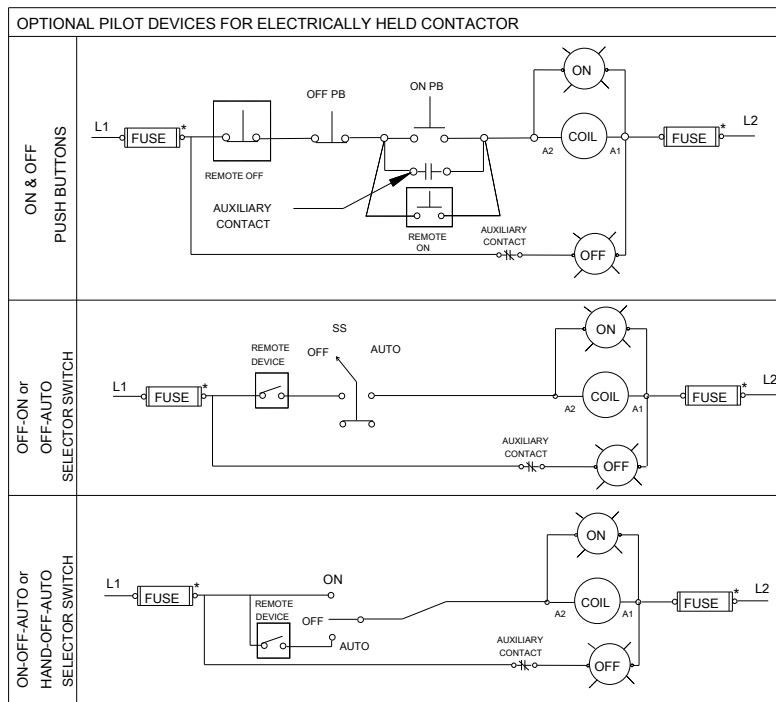 OPTIONAL PILOT DEVICES FOR ELECTRICALLY HELD CONTACTOR
ON & OFF
PUSH BUTTONS
L1
FUSE
*
REMOTE OFF
OFF PB
ON PB
AUXILIARY
CONTACT
REMOTE
ON
AUXILIARY
CONTACT
ON
COIL
A2
A1
OFF
FUSE
*
L2
OFF-ON or
OFF-AUTO
SELECTOR SWITCH
L1
FUSE
*
REMOTE
DEVICE
SS
OFF
AUTO
AUXILIARY
CONTACT
ON
COIL
A2
A1
OFF
FUSE
*
L2
ON-OFF-AUTO or
HAND-OFF-AUTO
SELECTOR SWITCH
L1
FUSE
*
REMOTE
DEVICE
ON
OFF
AUTO
AUXILIARY
CONTACT
ON
COIL
A2
A1
OFF
FUSE
*
L2